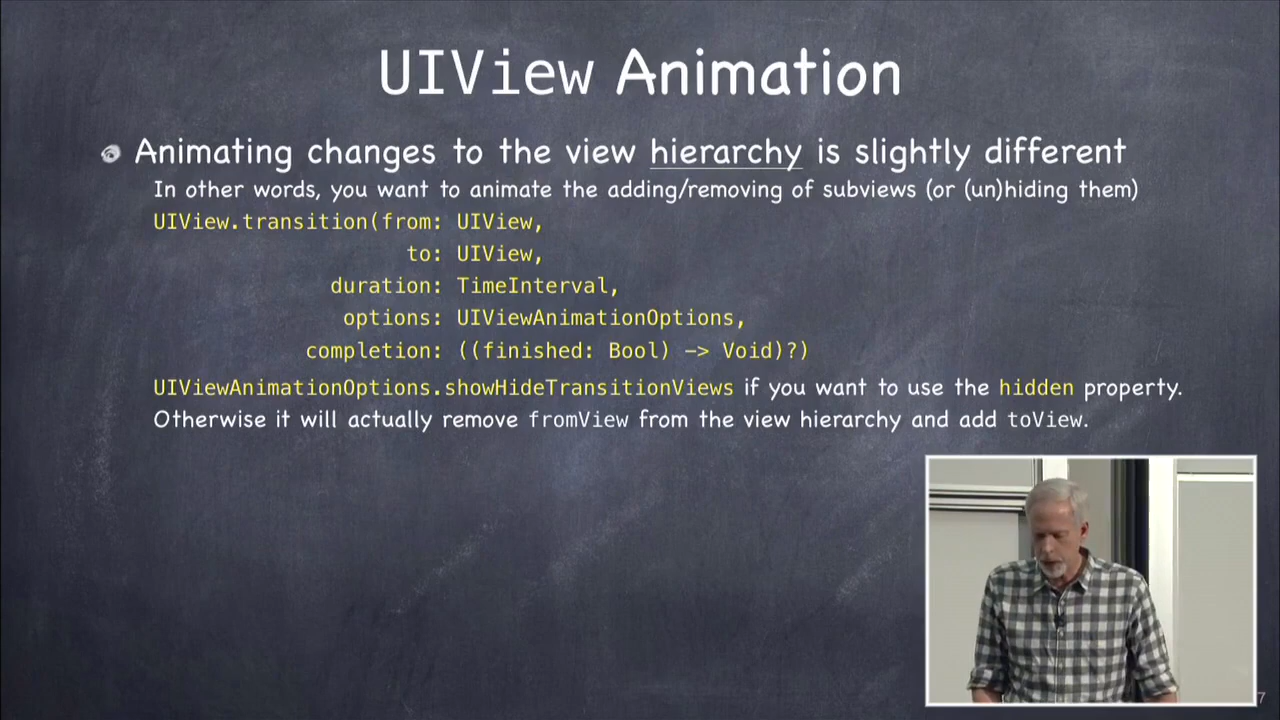 UIView Animation
Animating changes to the view hierarchy is slightly different
In other words, you want to animate the adding/removing of subviews (or (un)hiding them)
UIView.transition(from: UIView,
to: UIView,
duration: TimeInterval,
options: UIViewAnimationOptions,
completion: ((finished: Bool) -> Void)?)
UIViewAnimationOptions.showHideTransitionViews if you want to use the hidden property.
Otherwise it will actually remove fromView from the view hierarchy and add toView.